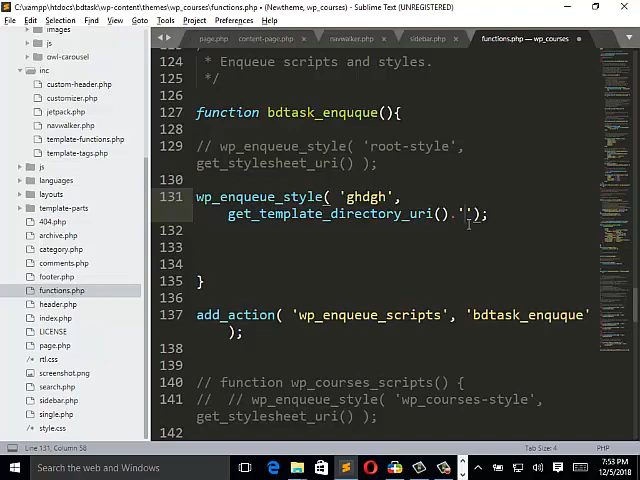 C:\xampp\htdocs\bdtask\wp-content\themes\wp_courses\functions.php • (Newtheme, wp_courses) - Sublime Text (UNREGISTERED)
File Edit Selection Find View Goto Tools Project Preferences Help
page.php content-page.php navwalker.php sidebar.php functions.php — wp_courses
images
js
owl-carousel
inc
custom-header.php
customizer.php
jetpack.php
navwalker.php
template-functions.php
template-tags.php
js
languages
layouts
template-parts
404.php
archive.php
category.php
comments.php
footer.php
functions.php
header.php
index.php
LICENSE
page.php
rtl.css
screenshot.png
search.php
sidebar.php
single.php
style.css
123
124 * Enqueue scripts and styles.
125 */
126
127 function bdtask_enquque(){
128
129 // wp_enqueue_style( 'root-style',
get_stylesheet_uri() );
130
131 wp_enqueue_style( 'ghdgh',
get_template_directory_uri().'');
132
133
134
135 }
136
137 add_action( 'wp_enqueue_scripts', 'bdtask_enquque'
);
138
139
140 // function wp_courses_scripts() {
141 // // wp_enqueue_style( 'wp_courses-style',
get_stylesheet_uri() );
142
Line 131, Column 58 Tab Size: 4 PHP
Search the web and Windows
7:53 PM
12/5/2018